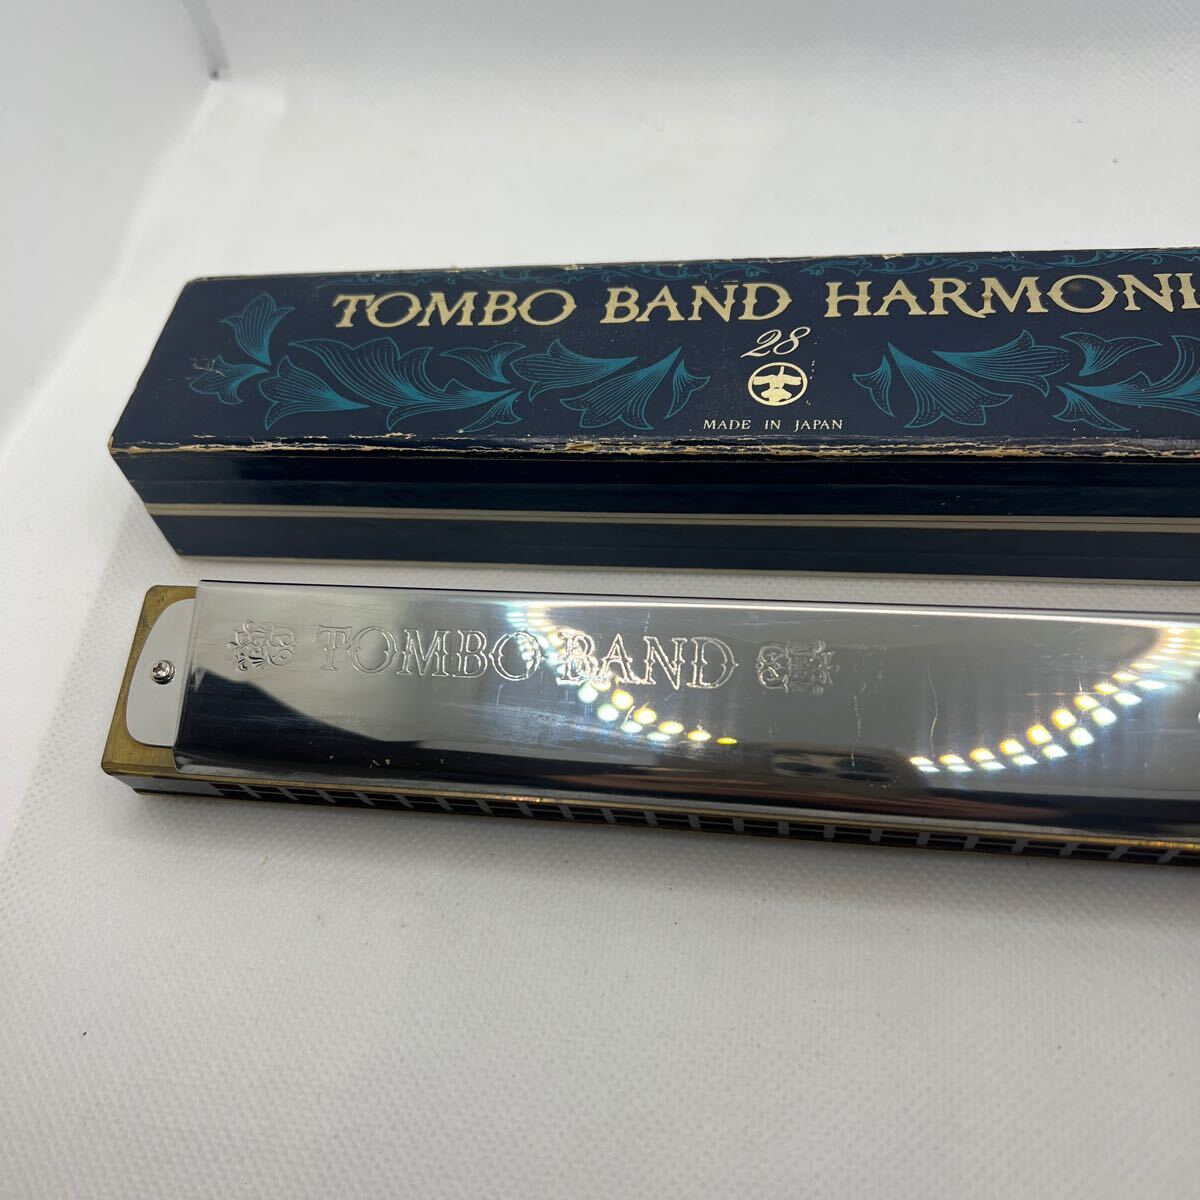 TOMBO BAND HARMONI
28
MADE IN JAPAN
TOMBO BAND